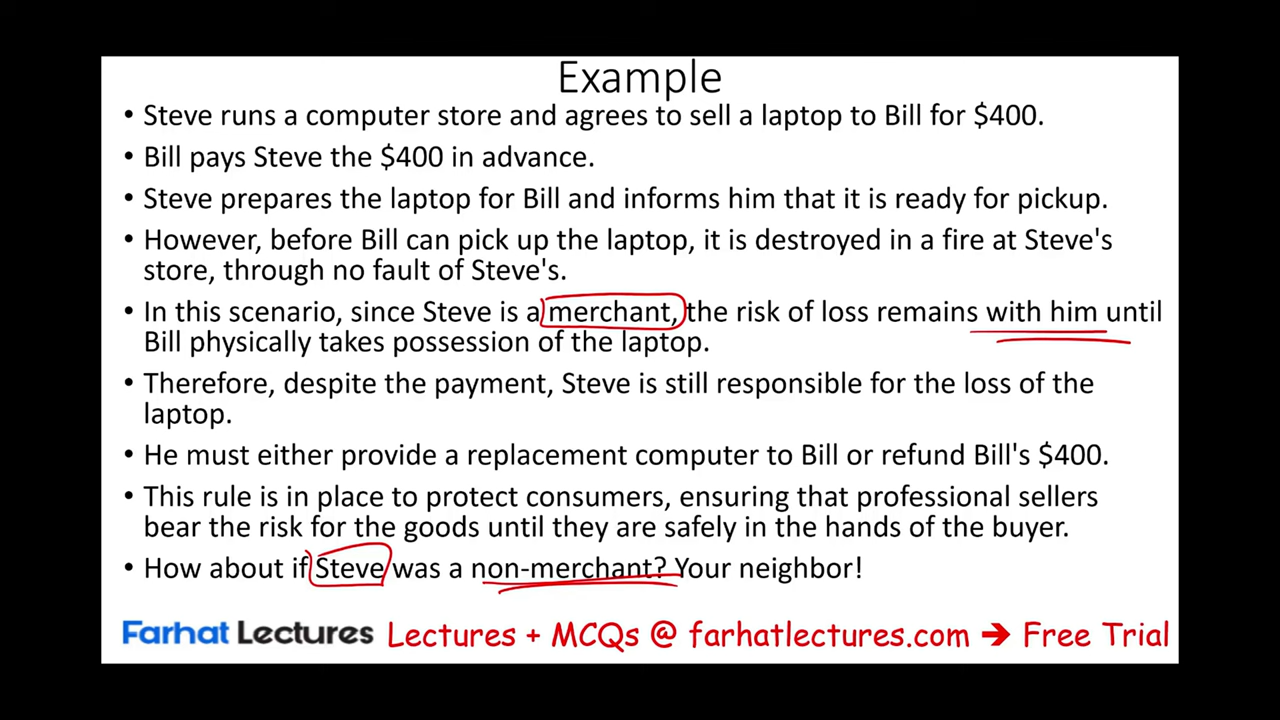 Example
• Steve runs a computer store and agrees to sell a laptop to Bill for $400.
• Bill pays Steve the $400 in advance.
• Steve prepares the laptop for Bill and informs him that it is ready for pickup.
• However, before Bill can pick up the laptop, it is destroyed in a fire at Steve's
store, through no fault of Steve's.
• In this scenario, since Steve is a merchant, the risk of loss remains with him until
Bill physically takes possession of the laptop.
• Therefore, despite the payment, Steve is still responsible for the loss of the
laptop.
• He must either provide a replacement computer to Bill or refund Bill's $400.
• This rule is in place to protect consumers, ensuring that professional sellers
bear the risk for the goods until they are safely in the hands of the buyer.
• How about if Steve was a non-merchant? Your neighbor!
Farhat Lectures Lectures + MCQs @ farhatlectures.com → Free Trial